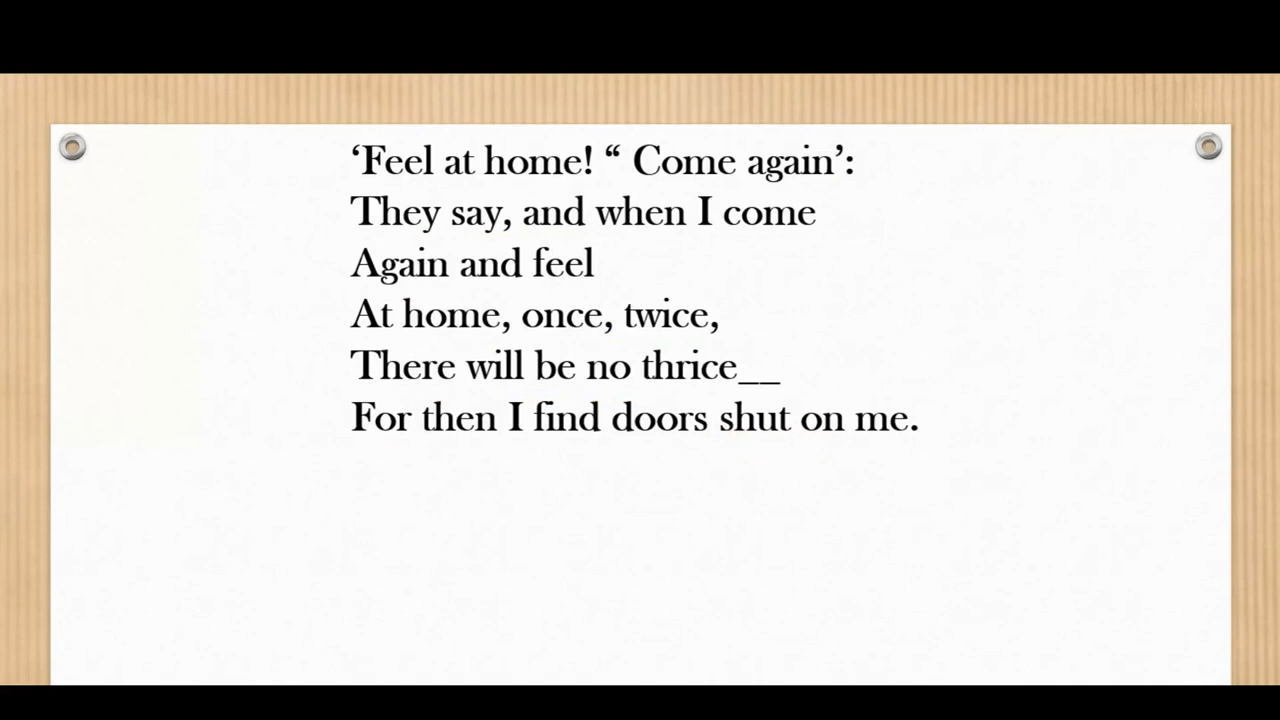 ‘Feel at home! “ Come again’:
They say, and when I come
Again and feel
At home, once, twice,
There will be no thrice__
For then I find doors shut on me.